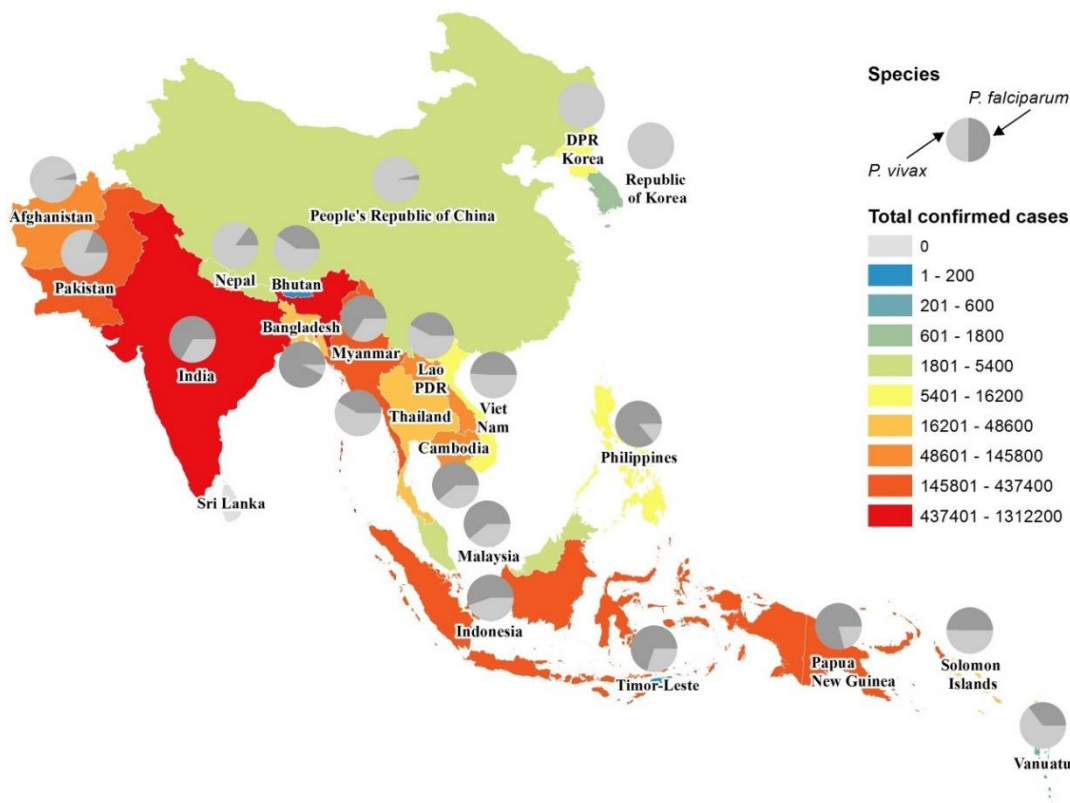 Species
P. falciparum
P. vivax
DPR
Korea
Republic
of Korea
Afghanistan
People's Republic of China
Total confirmed cases
0
1 - 200
201 - 600
601 - 1800
1801 - 5400
5401 - 16200
16201 - 48600
48601 - 145800
145801 - 437400
437401 - 1312200
Pakistan
Nepal
Bhutan
Bangladesh
Myanmar
India
Lao
PDR
Thailand
Viet
Nam
Cambodia
Philippines
Sri Lanka
Malaysia
Indonesia
Timor-Leste
Papua
New Guinea
Solomon
Islands
Vanuatu